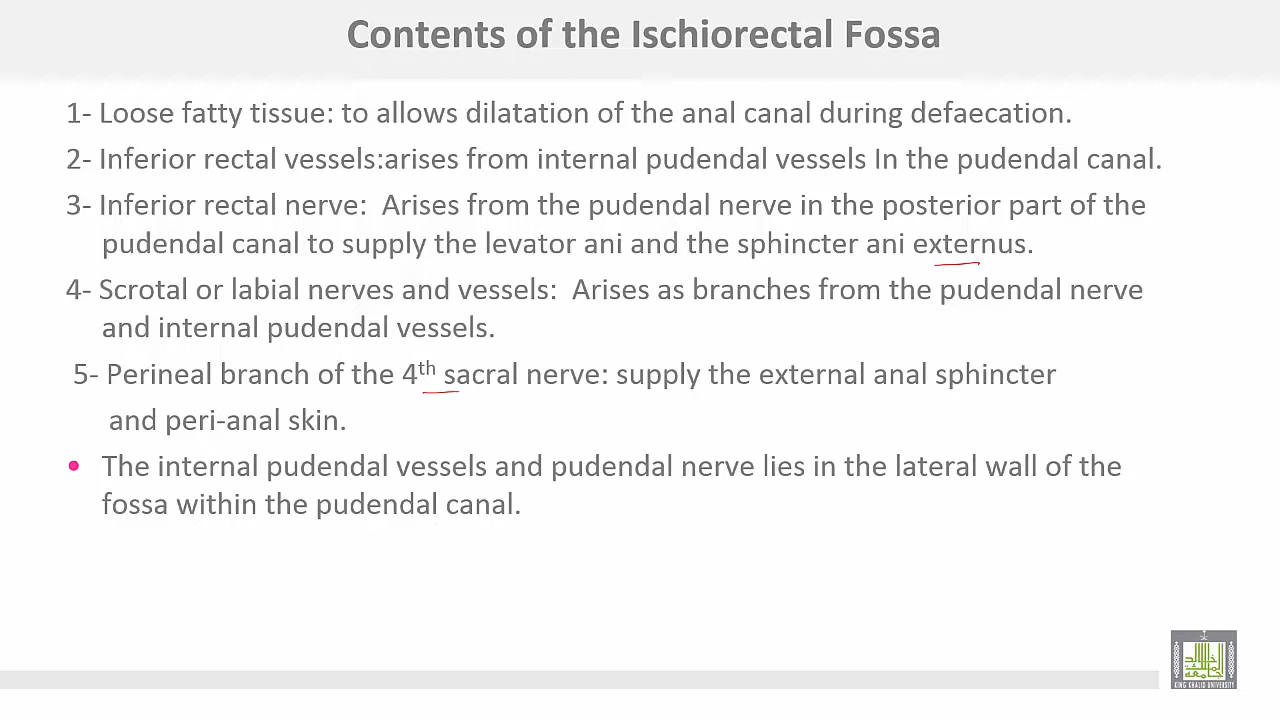 Contents of the Ischiorectal Fossa
1- Loose fatty tissue: to allows dilatation of the anal canal during defaecation.
2- Inferior rectal vessels:arises from internal pudendal vessels In the pudendal canal.
3- Inferior rectal nerve: Arises from the pudendal nerve in the posterior part of the
pudendal canal to supply the levator ani and the sphincter ani externus.
4- Scrotal or labial nerves and vessels: Arises as branches from the pudendal nerve
and internal pudendal vessels.
5- Perineal branch of the 4th sacral nerve: supply the external anal sphincter
and peri-anal skin.
• The internal pudendal vessels and pudendal nerve lies in the lateral wall of the
fossa within the pudendal canal.
KING KHALID UNIVERSITY